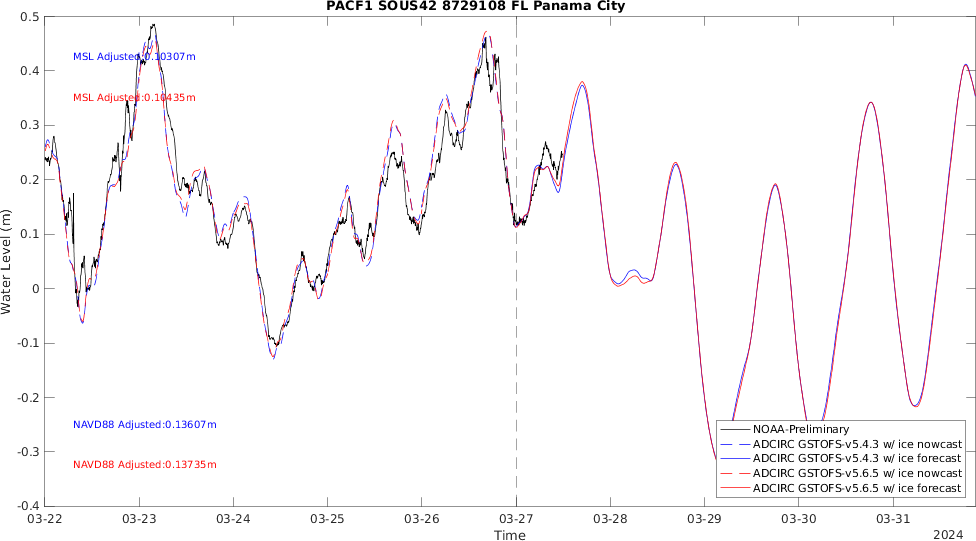 PACF1 SOUS42 8729108 FL Panama City
0.5
0.4
0.3
0.2
0.1
0
-0.1
-0.2
-0.3
-0.4
Water Level (m)
MSL Adjusted:0.10307m
MSL Adjusted:0.10435m
NAVD88 Adjusted:0.13607m
NAVD88 Adjusted:0.13735m
NOAA-Preliminary
ADCIRC GSTOFS-v5.4.3 w/ ice nowcast
ADCIRC GSTOFS-v5.4.3 w/ ice forecast
ADCIRC GSTOFS-v5.6.5 w/ ice nowcast
ADCIRC GSTOFS-v5.6.5 w/ ice forecast
03-22 03-23 03-24 03-25 03-26 03-27 03-28 03-29 03-30 03-31
Time
2024